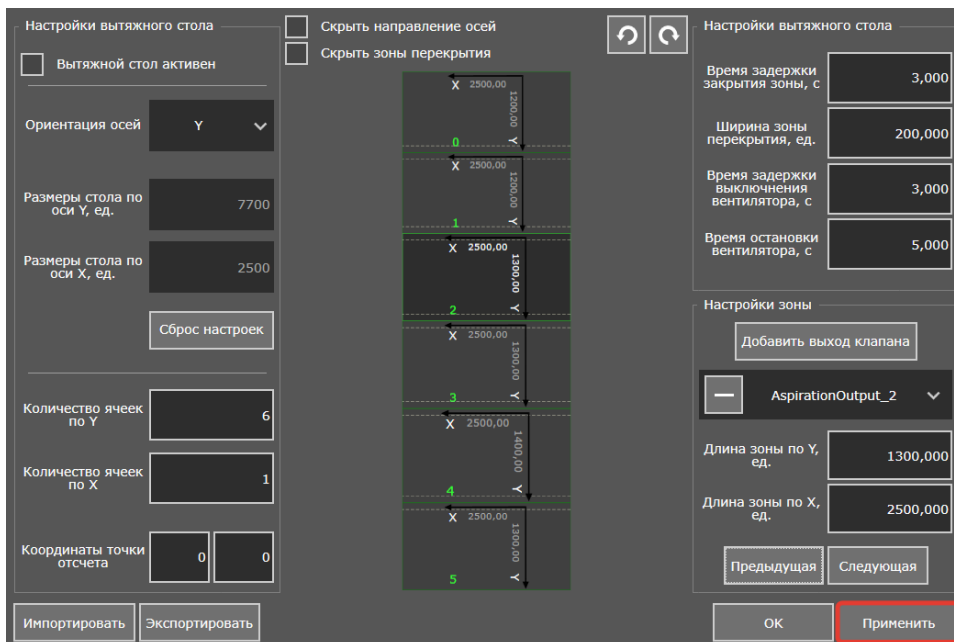 Настройки вытяжного стола
Вытяжной стол активен
Ориентация осей
Y
Размеры стола по
оси Y, ед.
7700
Размеры стола по
оси X, ед.
2500
Сброс настроек
Количество ячеек
по Y
6
Количество ячеек
по X
1
Координаты точки
отсчета
0
0
Импортировать
Экспортировать
Скрыть направление осей
Скрыть зоны перекрытия
X 2500,00
1200,00
Y
0
X 2500,00
1200,00
Y
1
X 2500,00
1300,00
Y
2
X 2500,00
1300,00
Y
3
X 2500,00
1400,00
Y
4
X 2500,00
1300,00
Y
5
Настройки вытяжного стола
Время задержки
закрытия зоны, с
3,000
Ширина зоны
перекрытия, ед.
200,000
Время задержки
выключнения
вентилятора, с
3,000
Время остановки
вентилятора, с
5,000
Настройки зоны
Добавить выход клапана
AspirationOutput_2
Длина зоны по Y,
ед.
1300,000
Длина зоны по X,
ед.
2500,000
Предыдущая
Следующая
OK
Применить